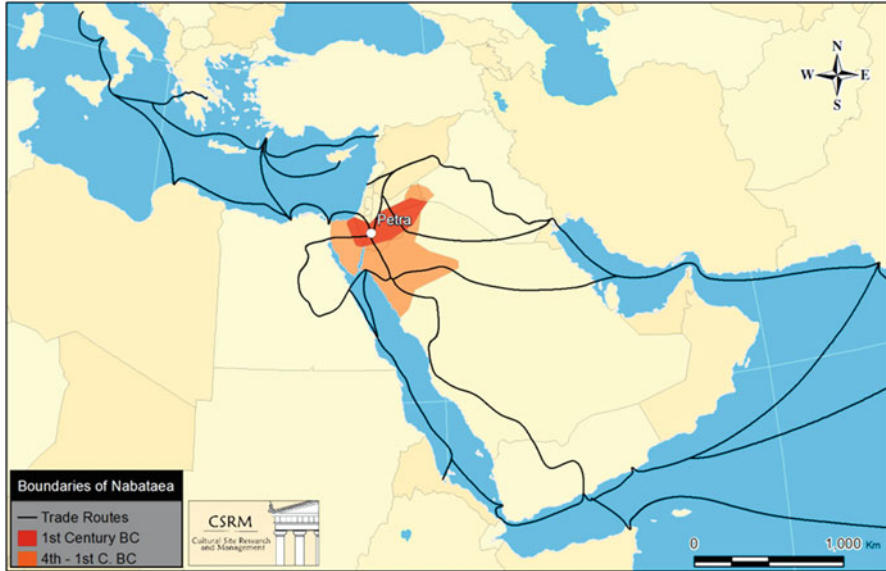 N
W E
S
Petra
Boundaries of Nabataea
Trade Routes
1st Century BC
4th - 1st C. BC
CSRM
Cultural Site Research
and Management
0 1,000 Km